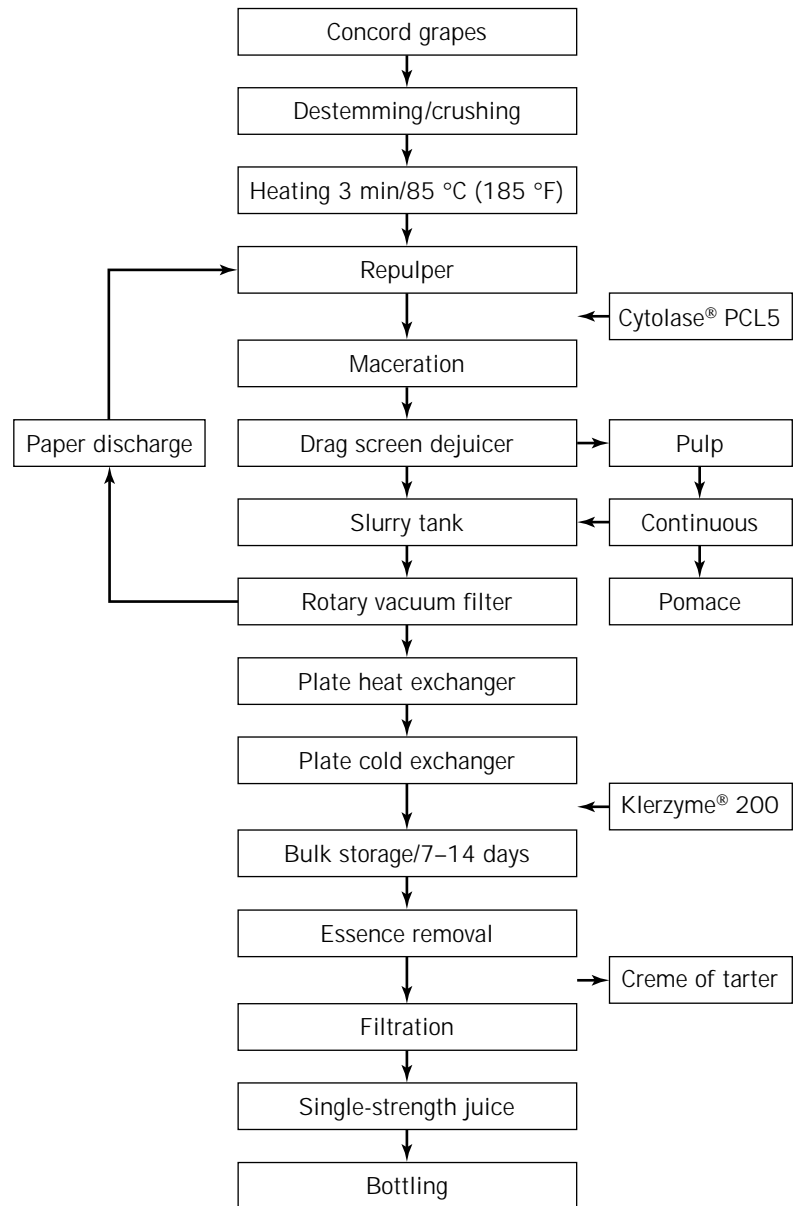 Concord grapes
Destemming/crushing
Heating 3 min/85 °C (185 °F)
Repulper
Cytolase® PCL5
Maceration
Paper discharge
Drag screen dejuicer
Pulp
Slurry tank
Continuous
Rotary vacuum filter
Pomace
Plate heat exchanger
Plate cold exchanger
Klerzyme® 200
Bulk storage/7–14 days
Essence removal
Creme of tarter
Filtration
Single-strength juice
Bottling